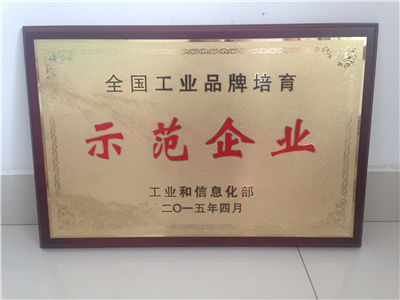 全国工业品牌培育
示范企业
工业和信息化部
二〇一五年四月